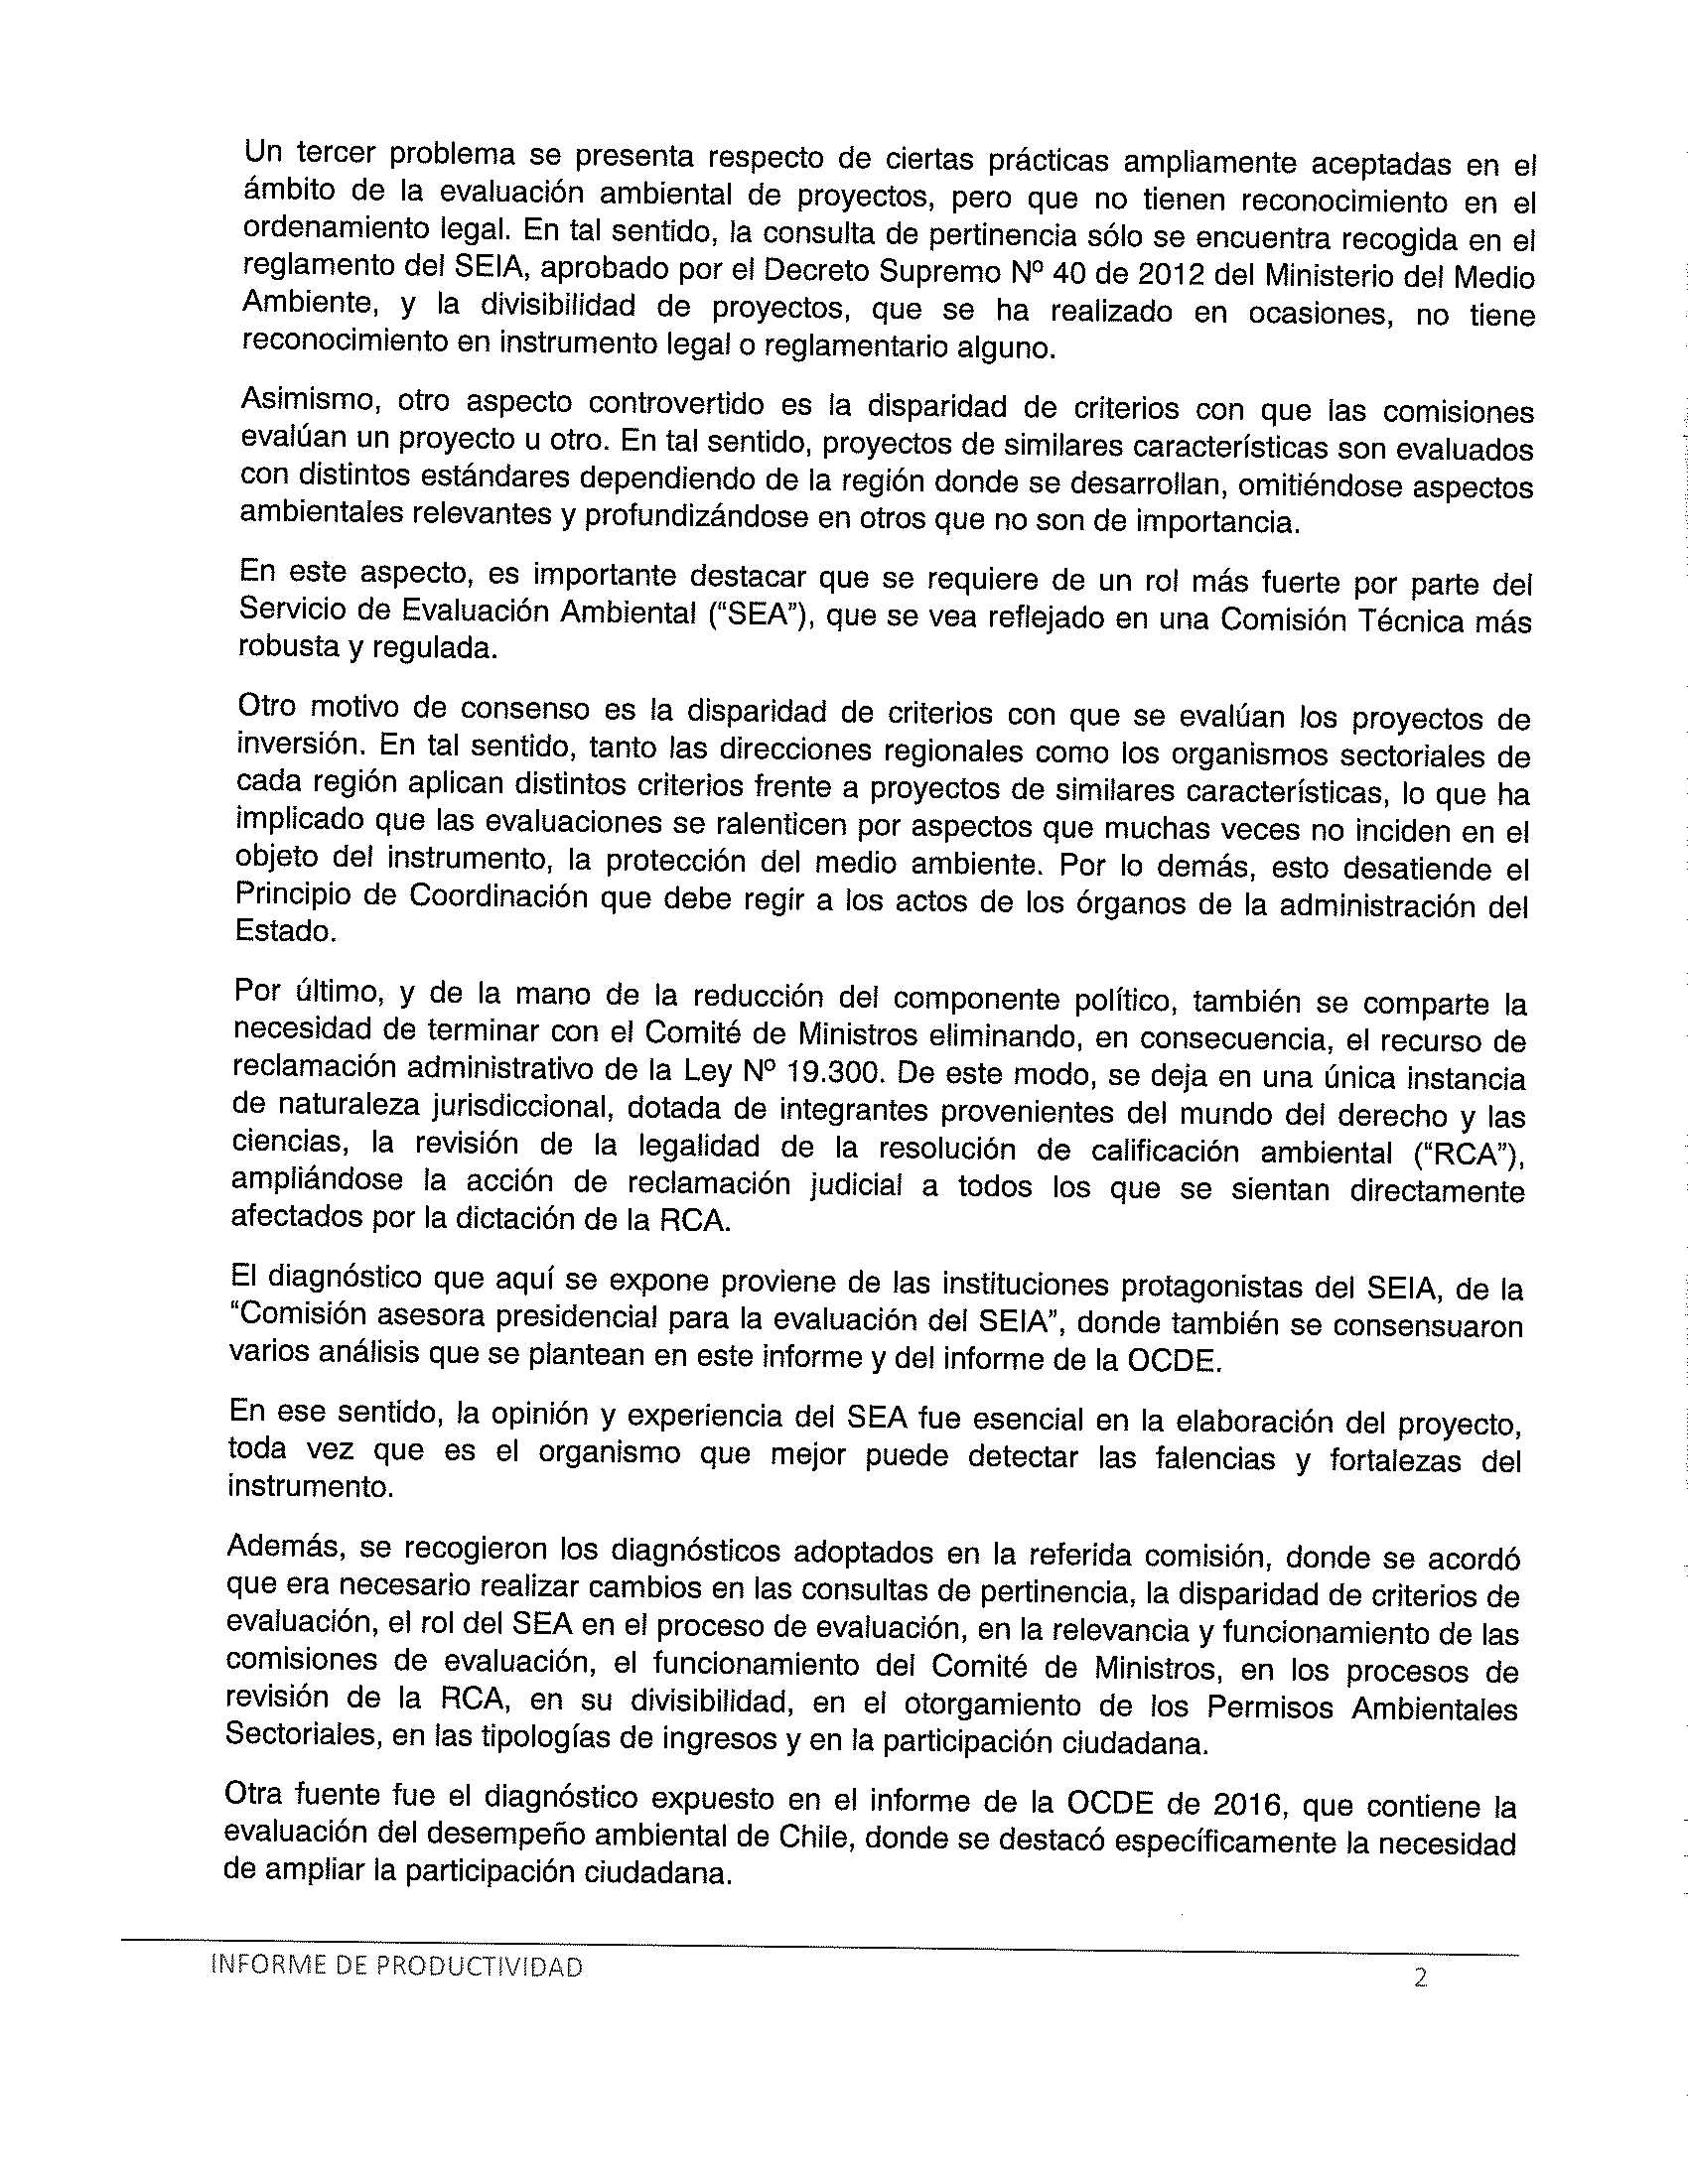 Un tercer problema se presenta respecto de ciertas prácticas ampliamente aceptadas en el
ámbito de la evaluación ambiental de proyectos, pero que no tienen reconocimiento en el
ordenamiento legal. En tal sentido, la consulta de pertinencia sólo se encuentra recogida en el
reglamento del SEIA, aprobado por el Decreto Supremo Nº 40 de 2012 del Ministerio del Medio
Ambiente, y la divisibilidad de proyectos, que se ha realizado en ocasiones, no tiene
reconocimiento en instrumento legal o reglamentario alguno.
Asimismo, otro aspecto controvertido es la disparidad de criterios con que las comisiones
evalúan un proyecto u otro. En tal sentido, proyectos de similares características son evaluados
con distintos estándares dependiendo de la región donde se desarrollan, omitiéndose aspectos
ambientales relevantes y profundizándose en otros que no son de importancia.
En este aspecto, es importante destacar que se requiere de un rol más fuerte por parte del
Servicio de Evaluación Ambiental (“SEA”), que se vea reflejado en una Comisión Técnica más
robusta y regulada.
Otro motivo de consenso es la disparidad de criterios con que se evalúan los proyectos de
inversión. En tal sentido, tanto las direcciones regionales como los organismos sectoriales de
cada región aplican distintos criterios frente a proyectos de similares características, lo que ha
implicado que las evaluaciones se ralenticen por aspectos que muchas veces no inciden en el
objeto del instrumento, la protección del medio ambiente. Por lo demás, esto desatiende el
Principio de Coordinación que debe regir a los actos de los órganos de la administración del
Estado.
Por último, y de la mano de la reducción del componente político, también se comparte la
necesidad de terminar con el Comité de Ministros eliminando, en consecuencia, el recurso de
reclamación administrativo de la Ley Nº 19.300. De este modo, se deja en una única instancia
de naturaleza jurisdiccional, dotada de integrantes provenientes del mundo del derecho y las
ciencias, la revisión de la legalidad de la resolución de calificación ambiental (“RCA”),
ampliándose la acción de reclamación judicial a todos los que se sientan directamente
afectados por la dictación de la RCA.
El diagnóstico que aquí se expone proviene de las instituciones protagonistas del SEIA, de la
“Comisión asesora presidencial para la evaluación del SEIA”, donde también se consensuaron
varios análisis que se plantean en este informe y del informe de la OCDE.
En ese sentido, la opinión y experiencia del SEA fue esencial en la elaboración del proyecto,
toda vez que es el organismo que mejor puede detectar las falencias y fortalezas del
instrumento.
Además, se recogieron los diagnósticos adoptados en la referida comisión, donde se acordó
que era necesario realizar cambios en las consultas de pertinencia, la disparidad de criterios de
evaluación, el rol del SEA en el proceso de evaluación, en la relevancia y funcionamiento de las
comisiones de evaluación, el funcionamiento del Comité de Ministros, en los procesos de
revisión de la RCA, en su divisibilidad, en el otorgamiento de los Permisos Ambientales
Sectoriales, en las tipologías de ingresos y en la participación ciudadana.
Otra fuente fue el diagnóstico expuesto en el informe de la OCDE de 2016, que contiene la
evaluación del desempeño ambiental de Chile, donde se destacó específicamente la necesidad
de ampliar la participación ciudadana.
INFORME DE PRODUCTIVIDAD 2